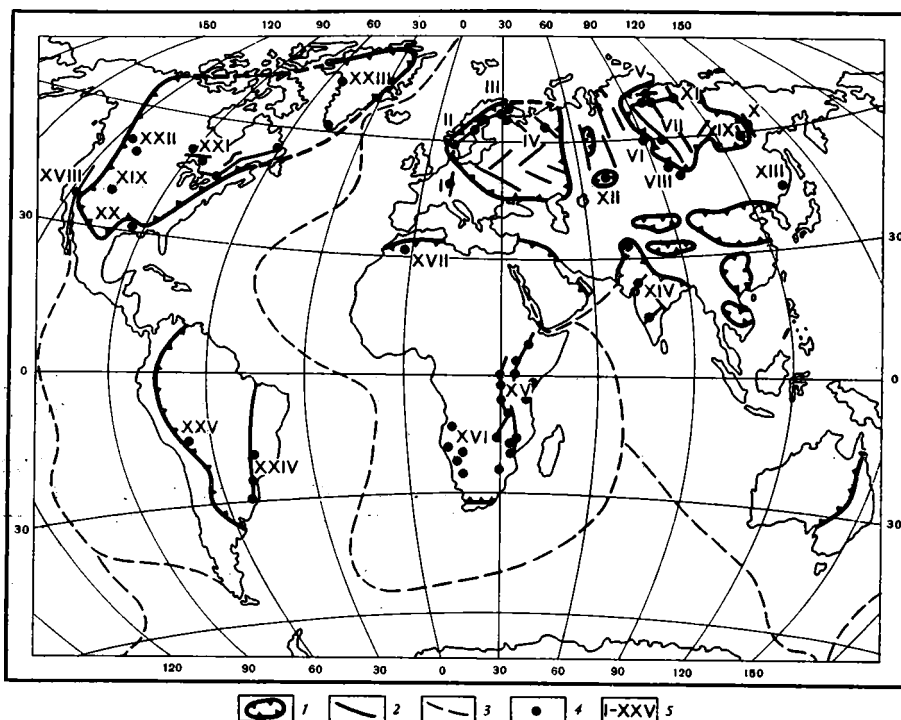 150 120 90 60 30 0 30 60 90 120 150
V
XXIII
III
XI
X
II
XXII
XXI
IV
VII
IX
VI
XVIII
XIX
I
XII
VIII
XIII
30
XX
30
XVII
XIV
0
XV
0
XVI
XXV
XXIV
30
30
120 90 60 30 0 30 60 90 120 150
1 2 3 4 I-XXV 5